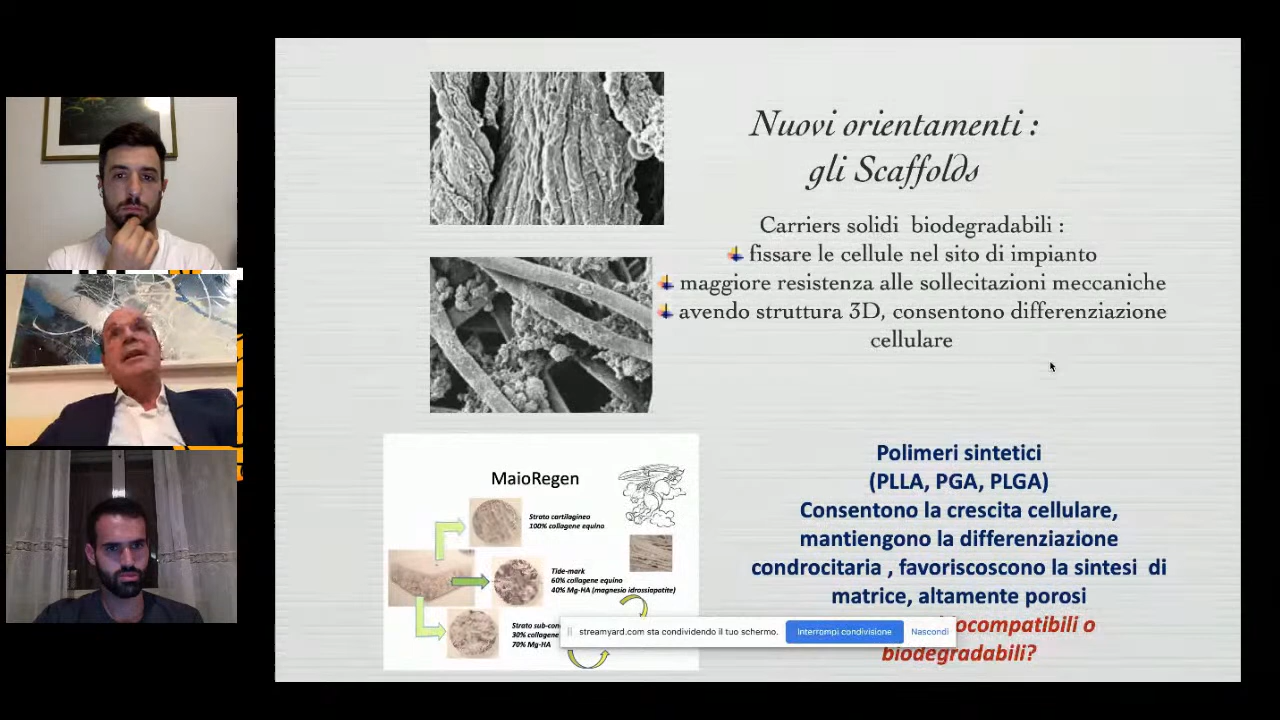 Nuovi orientamenti :
gli Scaffolds
Carriers solidi biodegradabili :
fissare le cellule nel sito di impianto
maggiore resistenza alle sollecitazioni meccaniche
avendo struttura 3D, consentono differenziazione
cellulare
MaioRegen
Strato cartilagineo
100% collagene equino
Tide-mark
60% collagene equino
40% Mg-HA (magnesio idrossiapatite)
Strato sub-con
30% collagene
70% Mg-HA
Polimeri sintetici
(PLLA, PGA, PLGA)
Consentono la crescita cellulare,
mantiengono la differenziazione
condrocitaria , favoriscoscono la sintesi di
matrice, altamente porosi
ocompatibili o
biodegradabili?
streamyard.com sta condividendo il tuo schermo.
Interrompi condivisione
Nascondi